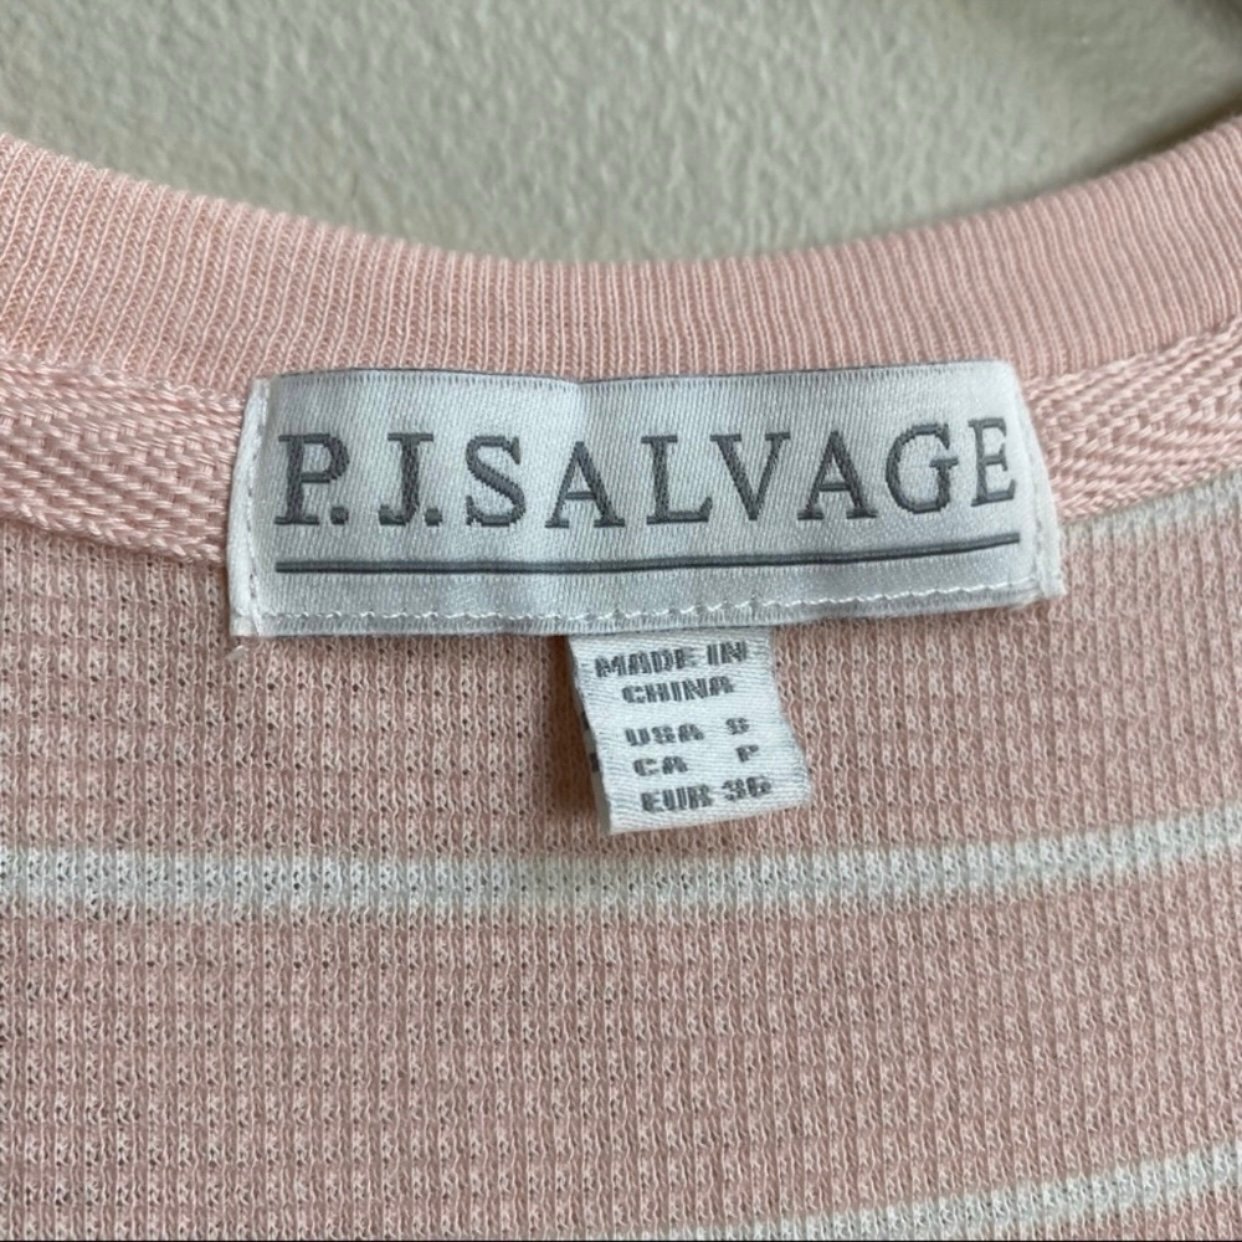 P.J.SALVAGE
MADE IN
CHINA
USA S
CA P
EUR 36